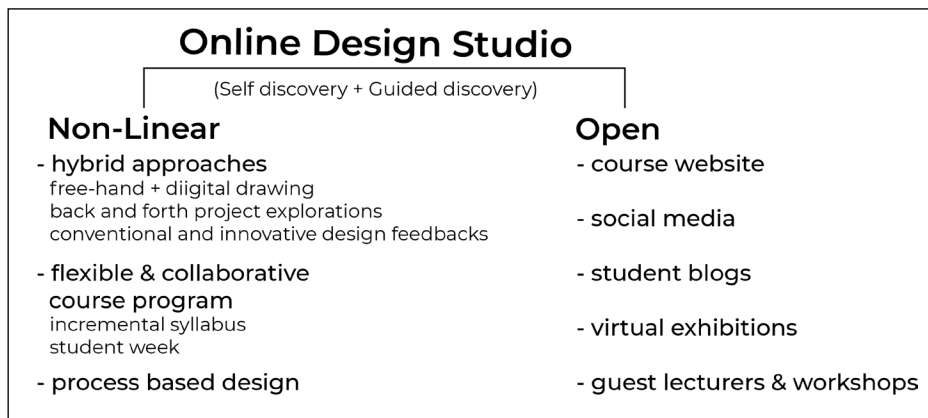 Online Design Studio
(Self discovery + Guided discovery)
Non-Linear
- hybrid approaches
free-hand + diigital drawing
back and forth project explorations
conventional and innovative design feedbacks
- flexible & collaborative
course program
incremental syllabus
student week
- process based design
Open
- course website
- social media
- student blogs
- virtual exhibitions
- guest lecturers & workshops